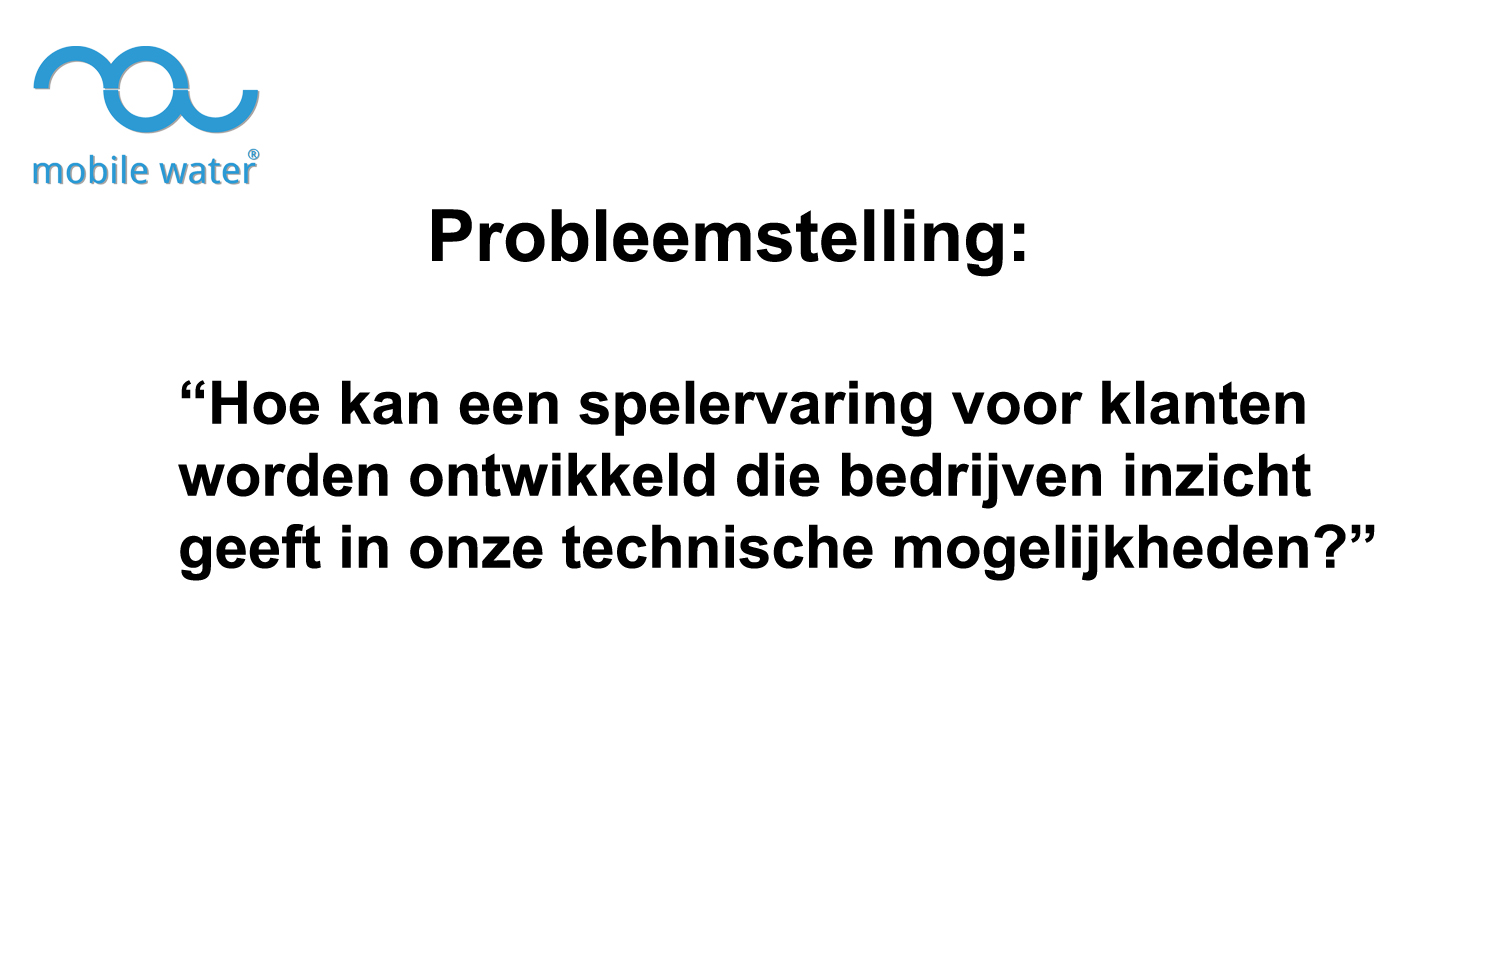 mobile water®
Probleemstelling:
“Hoe kan een spelervaring voor klanten
worden ontwikkeld die bedrijven inzicht
geeft in onze technische mogelijkheden?”